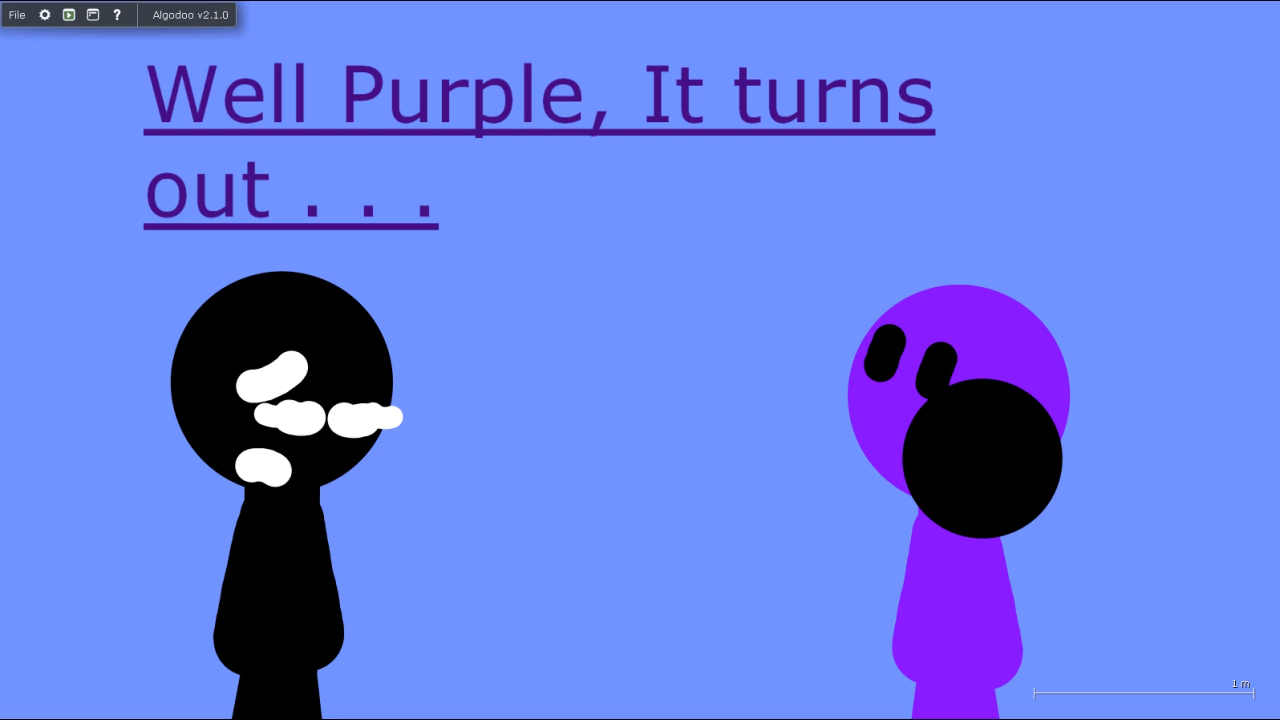 File ? Algodoo v2.1.0
Well Purple, It turns
out . . .
1 m